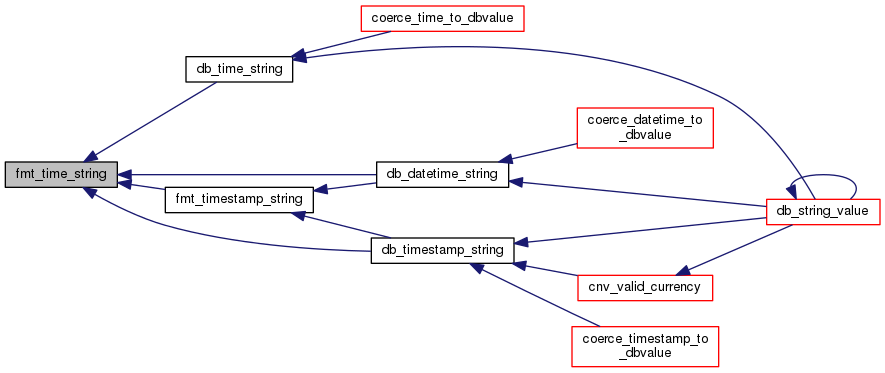 coerce_time_to_dbvalue
db_time_string
coerce_datetime_to
_dbvalue
fmt_time_string
db_datetime_string
fmt_timestamp_string
db_string_value
db_timestamp_string
cnv_valid_currency
coerce_timestamp_to
_dbvalue